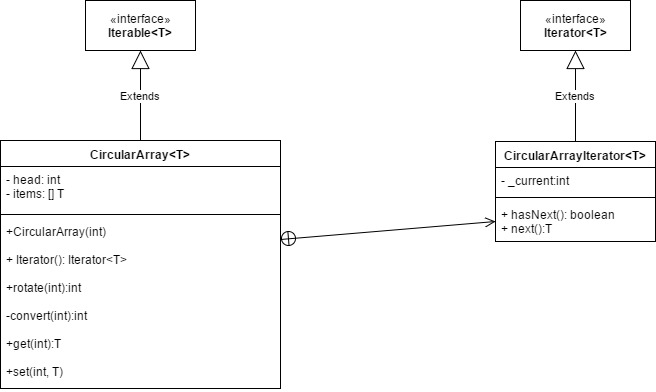 «interface»
Iterable<T>
«interface»
Iterator<T>
Extends
Extends
CircularArray<T>
- head: int
- items: [] T
+CircularArray(int)
+ Iterator(): Iterator<T>
+rotate(int):int
-convert(int):int
+get(int):T
+set(int, T)
CircularArrayIterator<T>
- _current:int
+ hasNext(): boolean
+ next():T